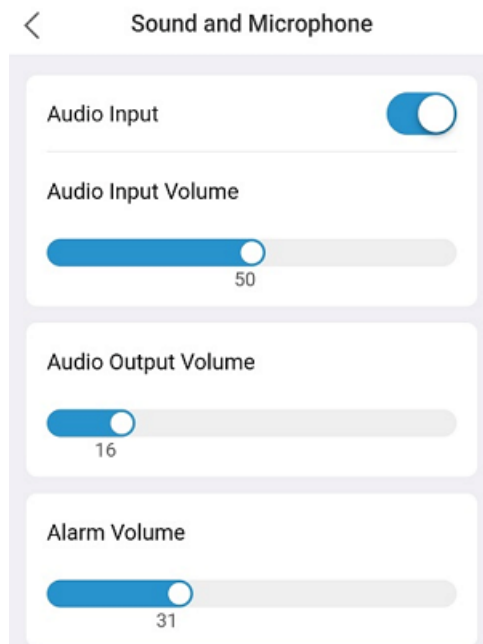 Sound and Microphone
Audio Input
Audio Input Volume
50
Audio Output Volume
16
Alarm Volume
31